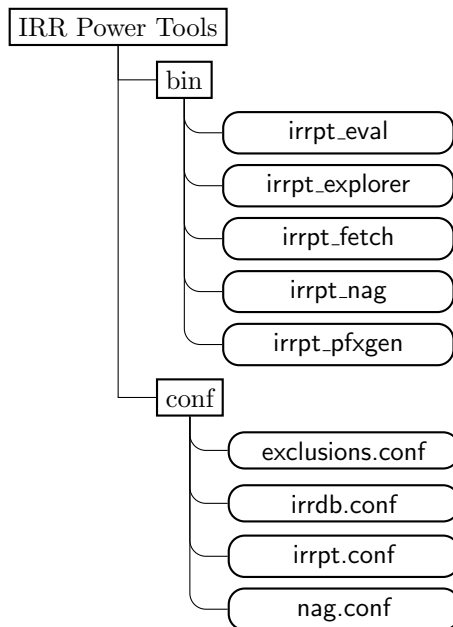 IRR Power Tools
bin
irrpt_eval
irrpt_explorer
irrpt_fetch
irrpt_nag
irrpt_pfxgen
conf
exclusions.conf
irrdb.conf
irrpt.conf
nag.conf